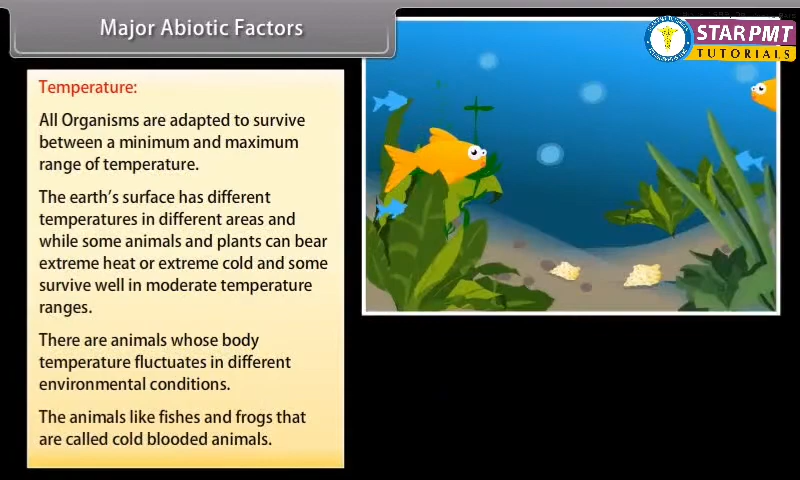 Major Abiotic Factors
STAR PMT
TUTORIALS
Temperature:
All Organisms are adapted to survive
between a minimum and maximum
range of temperature.
The earth's surface has different
temperatures in different areas and
while some animals and plants can bear
extreme heat or extreme cold and some
survive well in moderate temperature
ranges.
There are animals whose body
temperature fluctuates in different
environmental conditions.
The animals like fishes and frogs that
are called cold blooded animals.